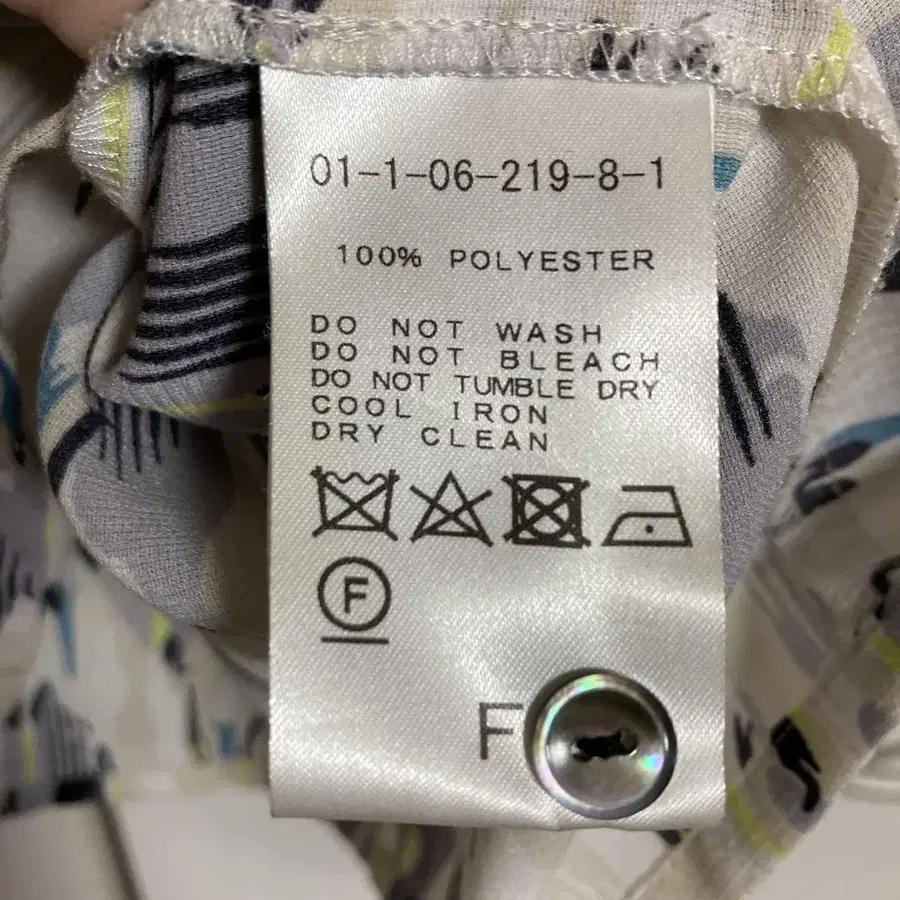 01-1-06-219-8-1
100% POLYESTER
DO NOT WASH
DO NOT BLEACH
DO NOT TUMBLE DRY
COOL IRON
DRY CLEAN
F
F